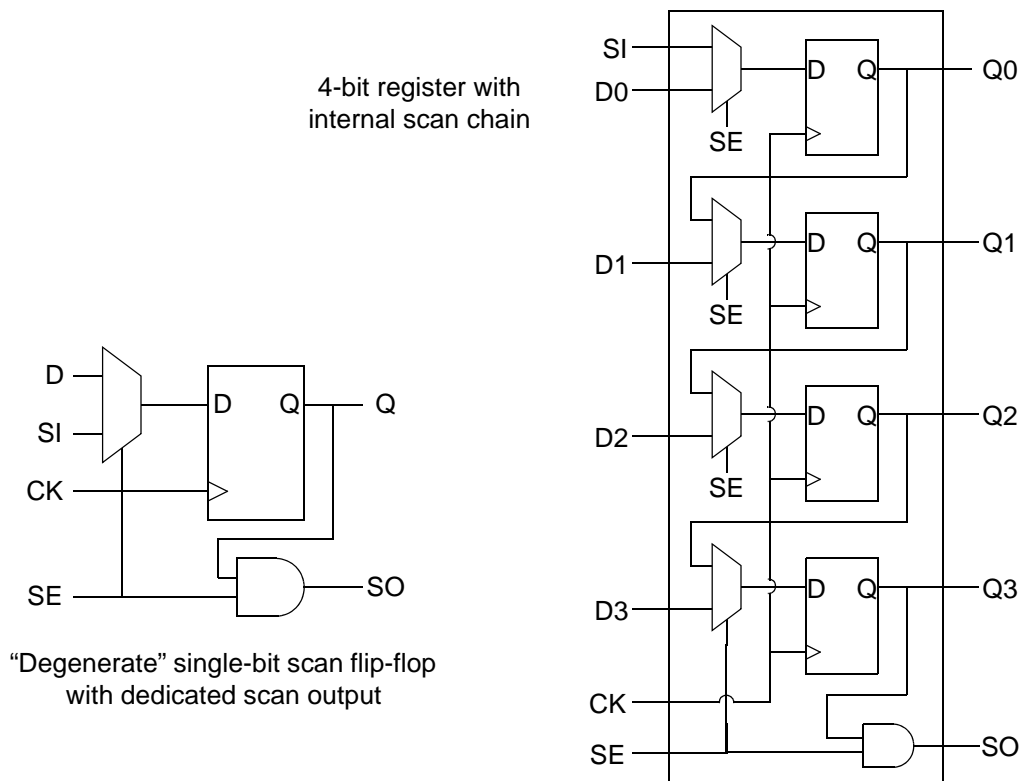 4-bit register with
internal scan chain
SI
D0
SE
D Q
Q0
D1
SE
D Q
Q1
D2
SE
D Q
Q2
D3
D Q
Q3
CK
SE
SO
D
SI
CK
SE
D Q
Q
SO
“Degenerate” single-bit scan flip-flop
with dedicated scan output